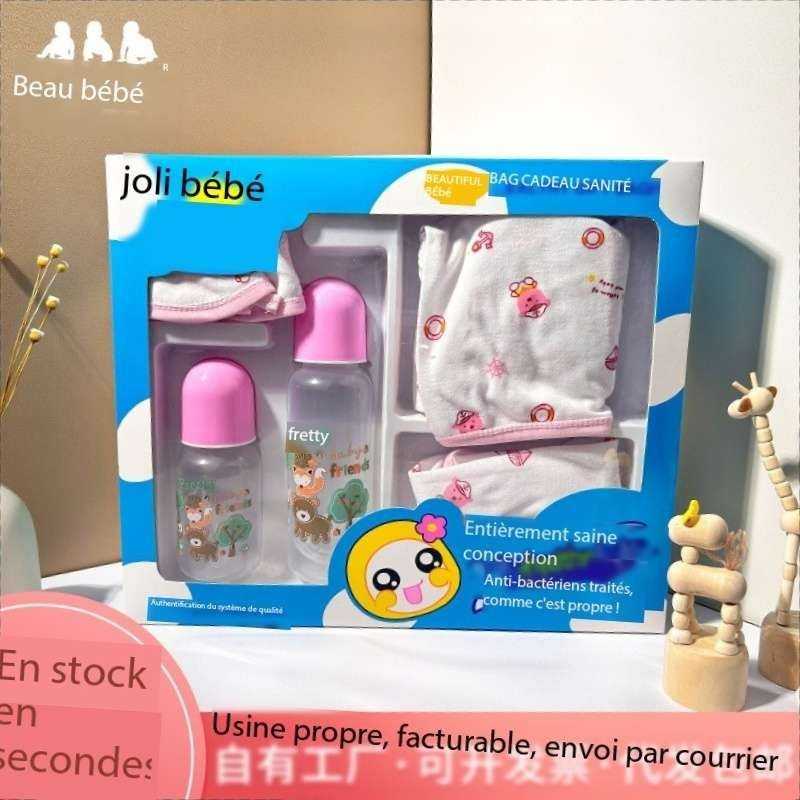 R
Beau bébé
joli bébé
BEAUTIFUL
Bébé
BAG CADEAU SANITÉ
fretty
baby's
friends
friends
Entièrement saine
conception
Anti-bactériens traités,
comme c'est propre !
Authentification du système de qualité
En stock
en
secondes
Usine propre, facturable, envoi par courrier
自有工厂·可开发票·代发包邮